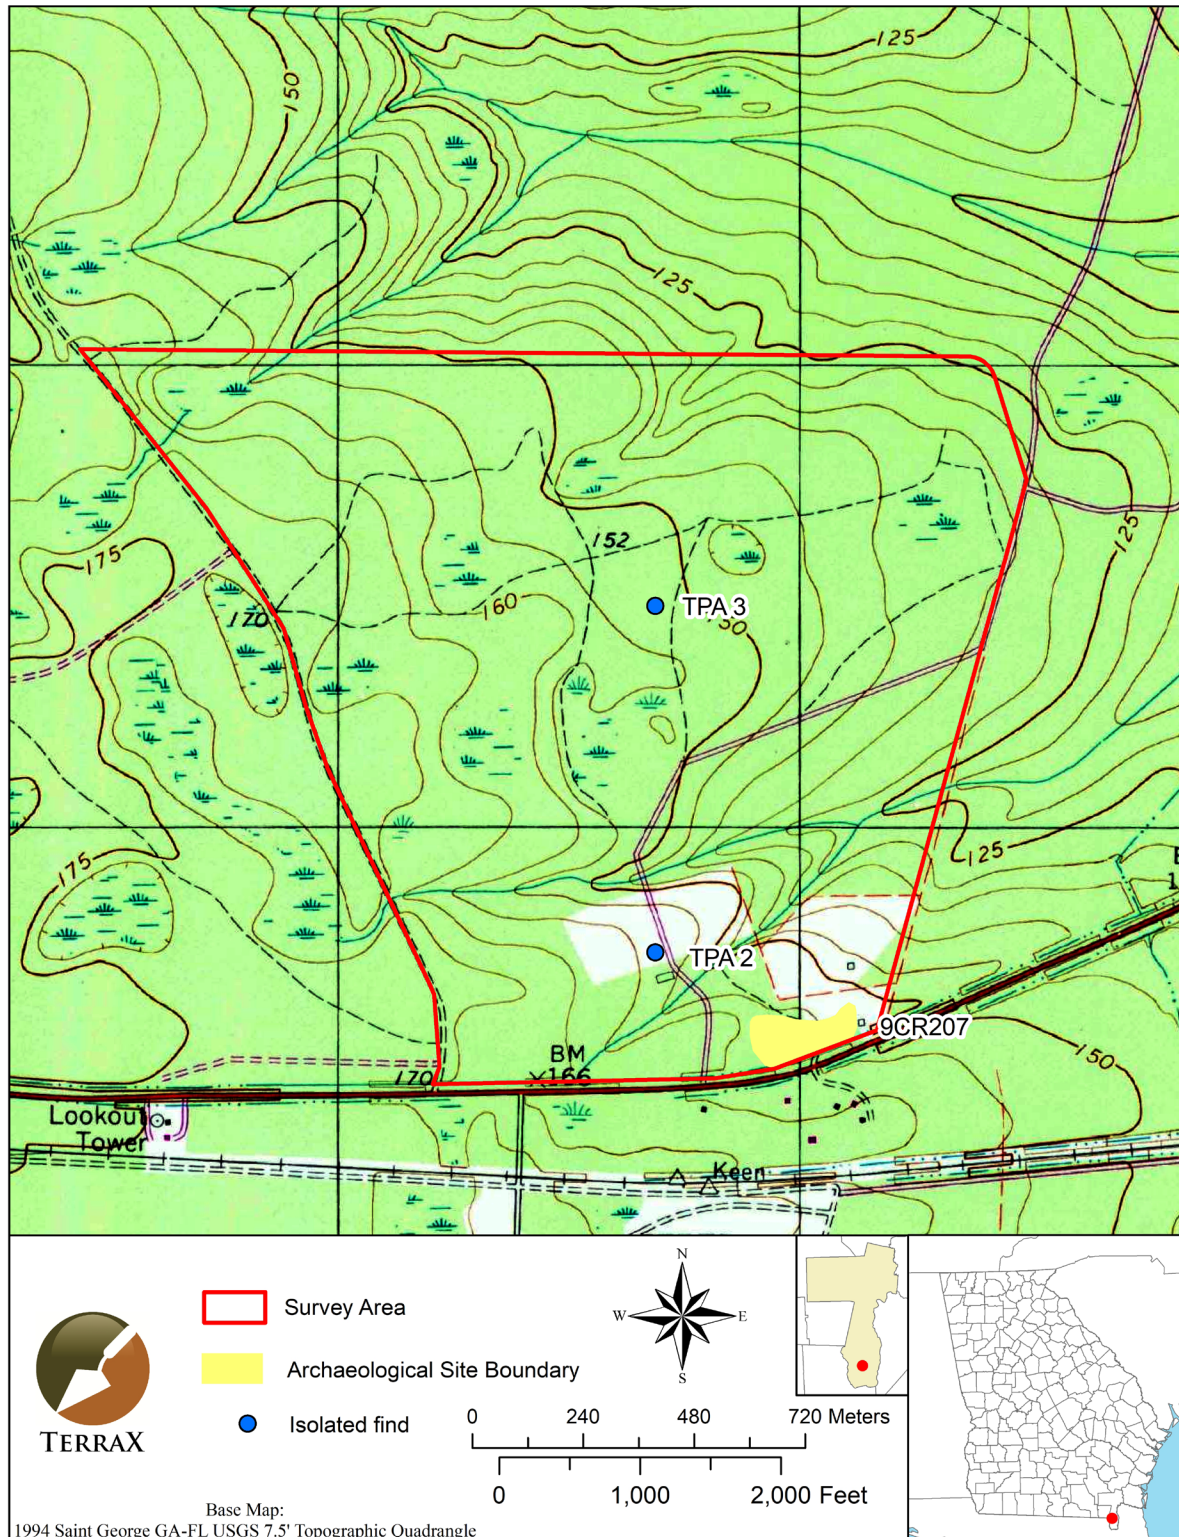 125
150
125
175
152
170
160
TPA 3
150
125
175
125
TPA 2
9CR207
BM
×166
170
150
Lookout
Tower
Keen
N
W
E
S
Survey Area
Archaeological Site Boundary
Isolated find
TERRAX
0
240
480
720 Meters
0
1,000
2,000 Feet
Base Map:
1994 Saint George GA-FL USGS 7.5' Topographic Quadrangle